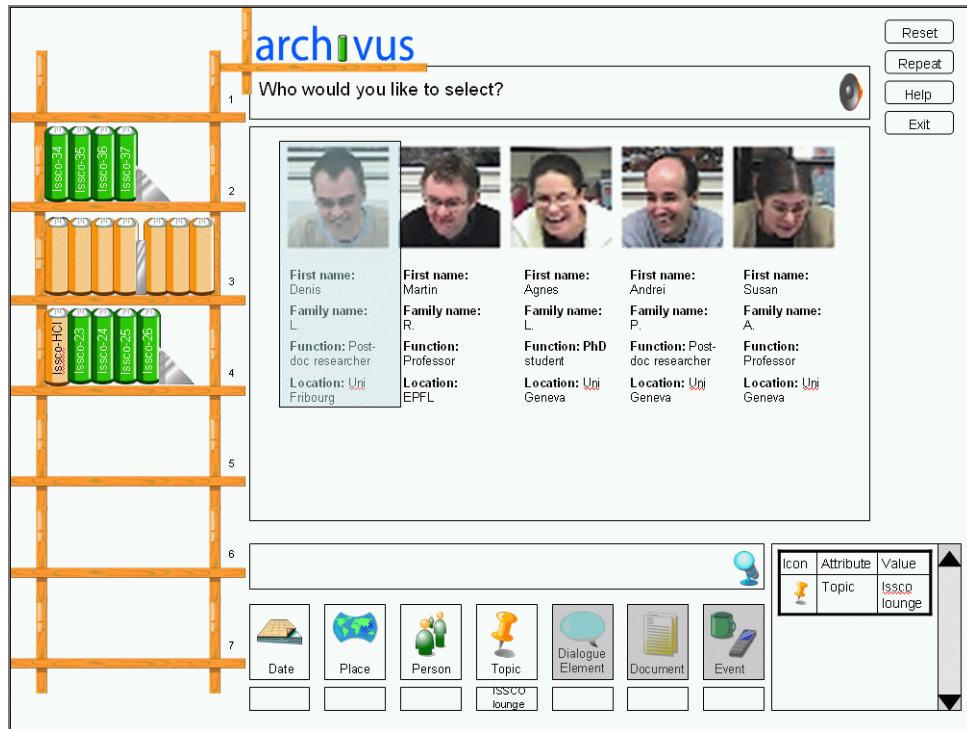 archivus
Reset
Repeat
Help
Exit
Who would you like to select?
1
2
3
4
5
6
7
Issco-34
Issco-35
Issco-36
Issco-37
Issco-HCI
Issco-23
Issco-24
Issco-25
Issco-26
First name:
Denis
Family name:
L.
Function: Post-
doc researcher
Location: Uni
Fribourg
First name:
Martin
Family name:
R.
Function:
Professor
Location:
EPFL
First name:
Agnes
Family name:
L.
Function: PhD
student
Location: Uni
Geneva
First name:
Andrei
Family name:
P.
Function: Post-
doc researcher
Location: Uni
Geneva
First name:
Susan
Family name:
A.
Function:
Professor
Location: Uni
Geneva
Icon Attribute Value
Topic Issco
lounge
Date
Place
Person
Topic
Dialogue
Element
Document
Event
ISSCO
lounge